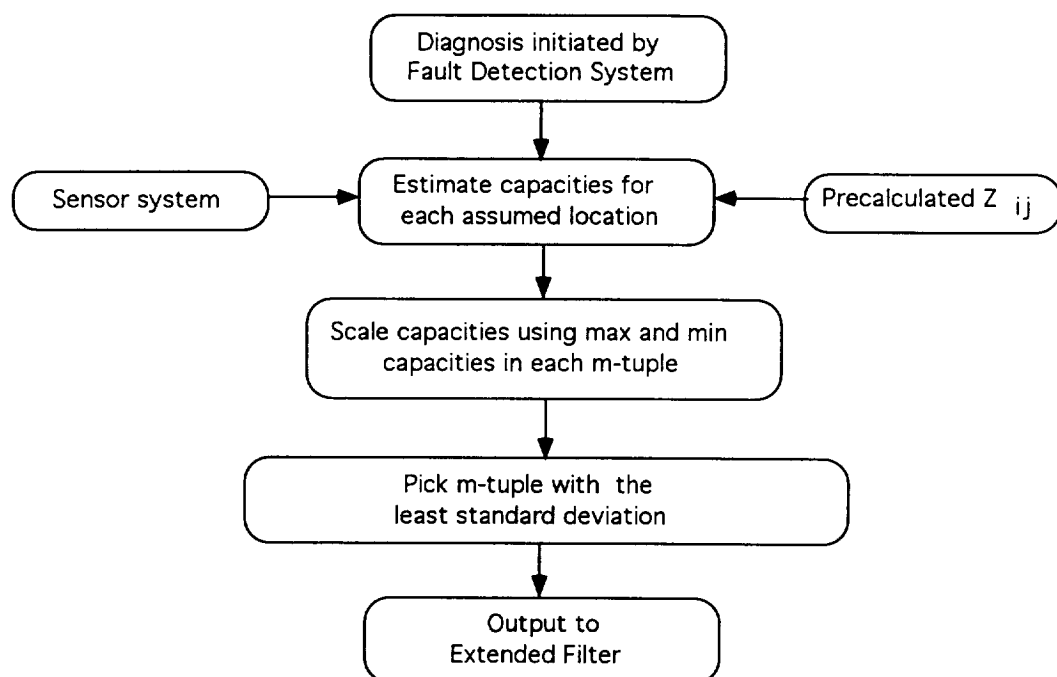 Diagnosis initiated by
Fault Detection System
Sensor system
Estimate capacities for
each assumed location
Precalculated Z ij
Scale capacities using max and min
capacities in each m-tuple
Pick m-tuple with the
least standard deviation
Output to
Extended Filter